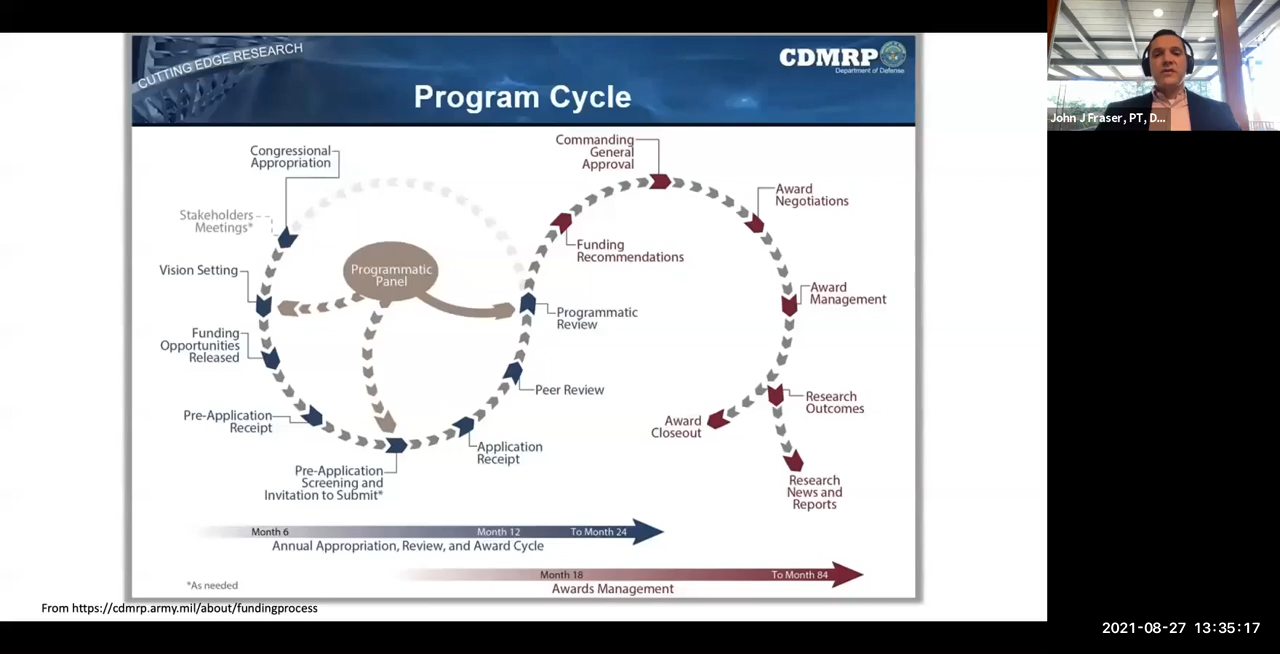 CUTTING EDGE RESEARCH
CDMRP
Department of Defense
Program Cycle
John J Fraser, PT, D...
Congressional
Appropriation
Stakeholders
Meetings*
Vision Setting
Funding
Opportunities
Released
Pre-Application
Receipt
Pre-Application
Screening and
Invitation to Submit*
Application
Receipt
Peer Review
Programmatic
Review
Programmatic
Panel
Funding
Recommendations
Commanding
General
Approval
Award
Negotiations
Award
Management
Research
Outcomes
Award
Closeout
Research
News and
Reports
Month 6
Month 12
To Month 24
Annual Appropriation, Review, and Award Cycle
Month 18
To Month 84
Awards Management
*As needed
From https://cdmrp.army.mil/about/fundingprocess
2021-08-27 13:35:17